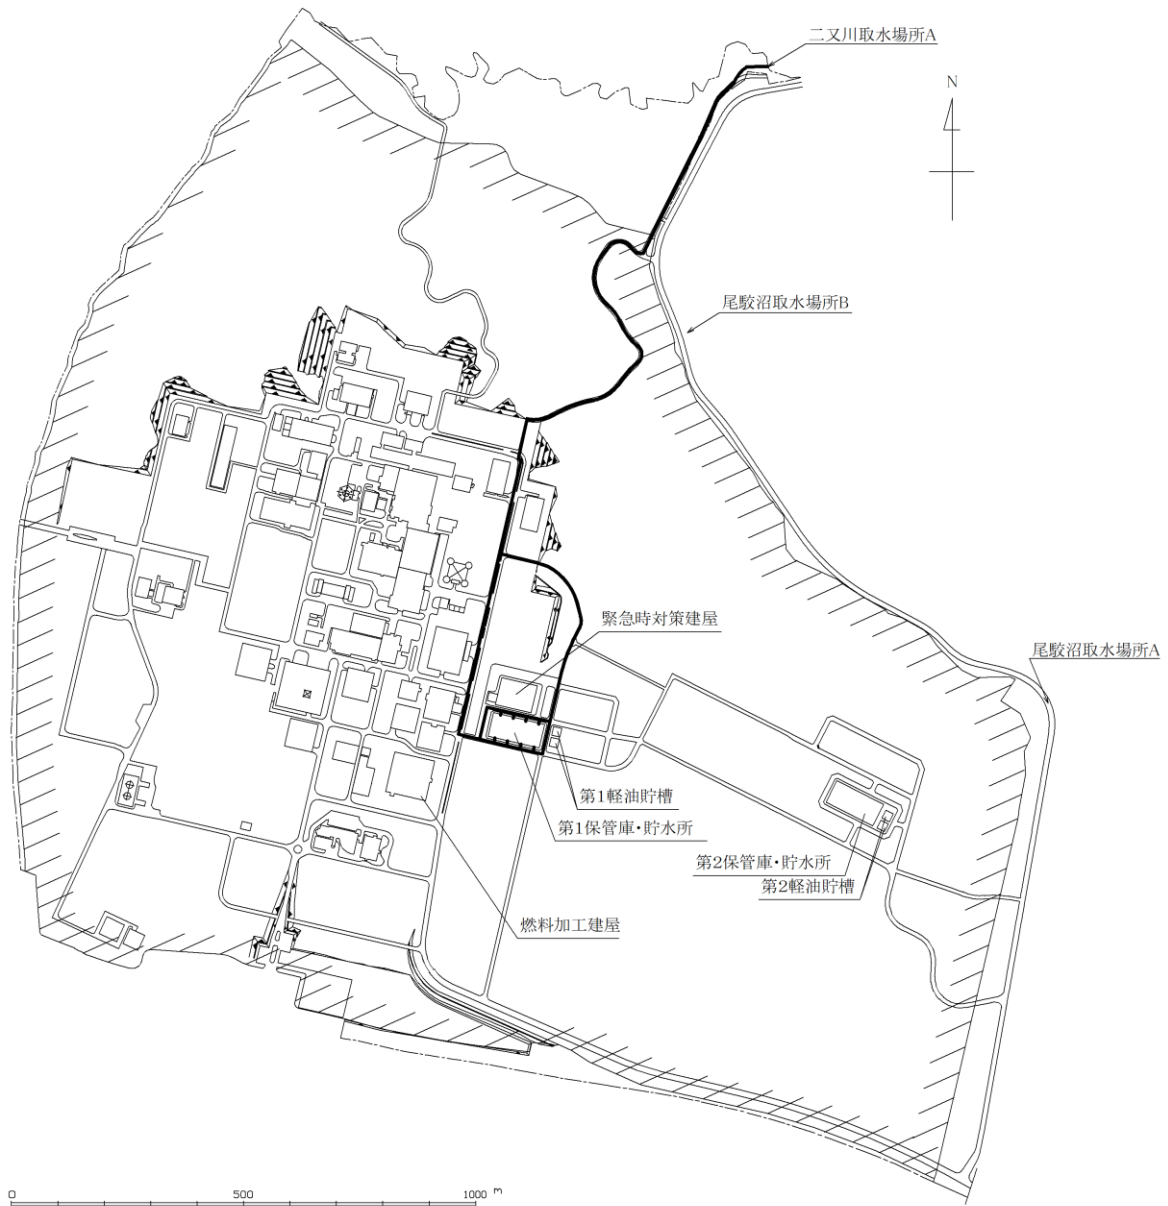 二又川取水場所A
N
尾駮沼取水場所B
緊急時対策建屋
尾駮沼取水場所A
第1軽油貯槽
第1保管庫・貯水所
第2保管庫・貯水所
第2軽油貯槽
燃料加工建屋
0 500 1000 m